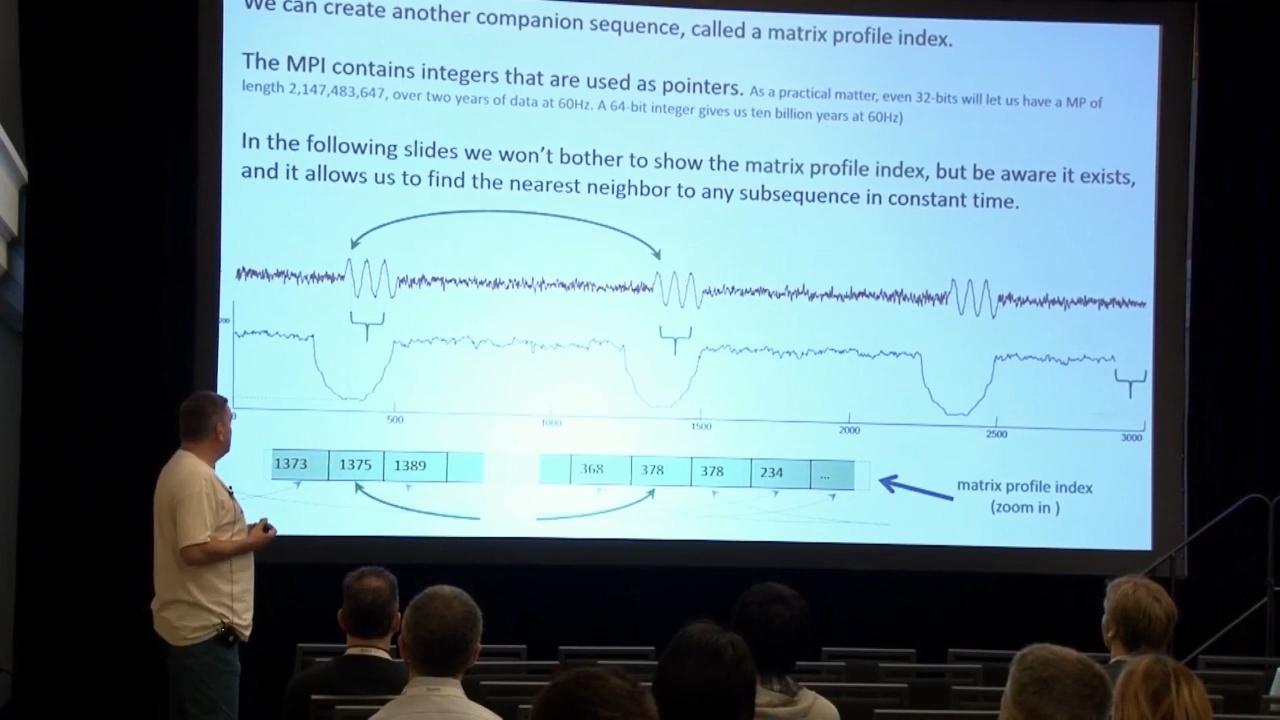 We can create another companion sequence, called a matrix profile index.
The MPI contains integers that are used as pointers. As a practical matter, even 32-bits will let us have a MP of
length 2,147,483,647, over two years of data at 60Hz. A 64-bit integer gives us ten billion years at 60Hz)
In the following slides we won't bother to show the matrix profile index, but be aware it exists,
and it allows us to find the nearest neighbor to any subsequence in constant time.
0 500 1000 1500 2000 2500 3000
1373 1375 1389 368 378 378 234 ...
matrix profile index
(zoom in )